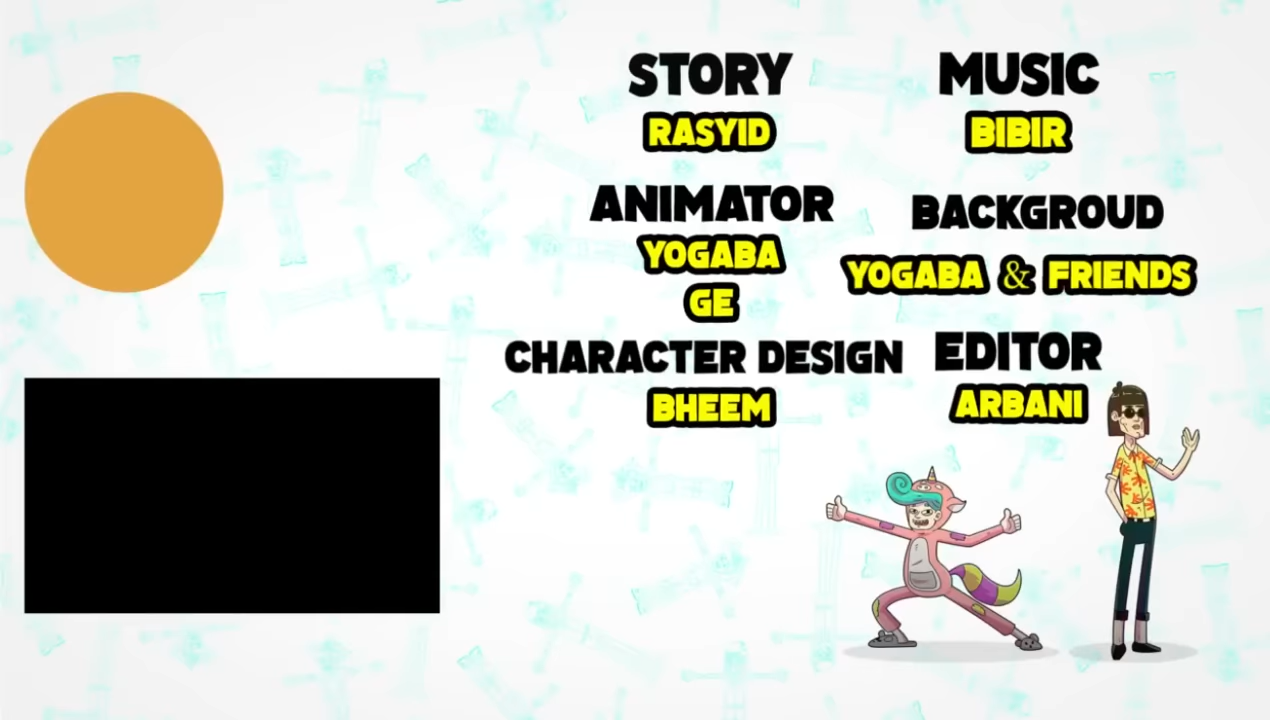 STORY
RASYID
MUSIC
BIBIR
ANIMATOR
YOGABA
GE
BACKGROUD
YOGABA & FRIENDS
CHARACTER DESIGN
BHEEM
EDITOR
ARBANI